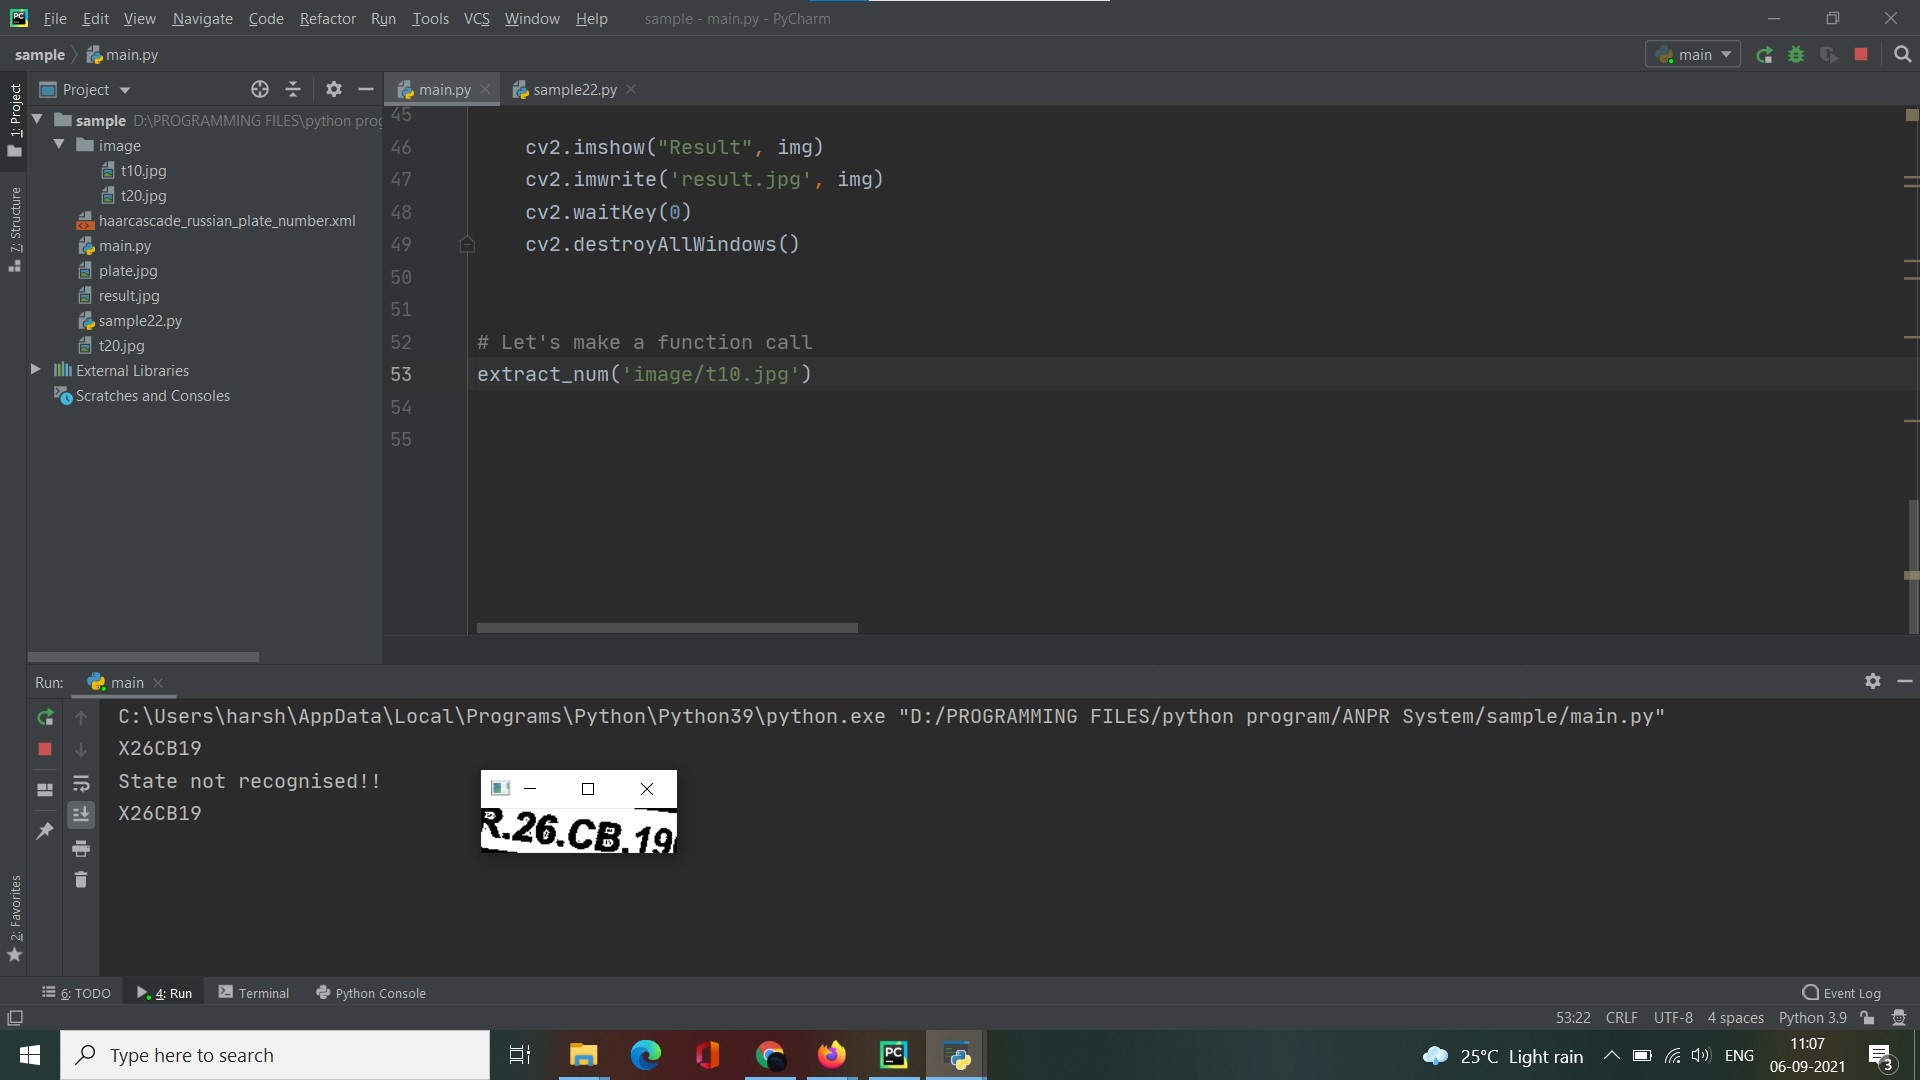 File Edit View Navigate Code Refactor Run Tools VCS Window Help sample - main.py - PyCharm
sample main.py main
Project
main.py sample22.py
1: Project
7: Structure
2: Favorites
sample D:\PROGRAMMING FILES\python prog
image
t10.jpg
t20.jpg
haarcascade_russian_plate_number.xml
main.py
plate.jpg
result.jpg
sample22.py
t20.jpg
External Libraries
Scratches and Consoles
45
46 cv2.imshow("Result", img)
47 cv2.imwrite('result.jpg', img)
48 cv2.waitKey(0)
49 cv2.destroyAllWindows()
50
51
52 # Let's make a function call
53 extract_num('image/t10.jpg')
54
55
Run: main
C:\Users\harsh\AppData\Local\Programs\Python\Python39\python.exe "D:/PROGRAMMING FILES/python program/ANPR System/sample/main.py"
X26CB19
State not recognised!!
X26CB19
R.26.CB.19
6: TODO 4: Run Terminal Python Console Event Log
53:22 CRLF UTF-8 4 spaces Python 3.9
Type here to search
25°C Light rain ENG
11:07
06-09-2021
3